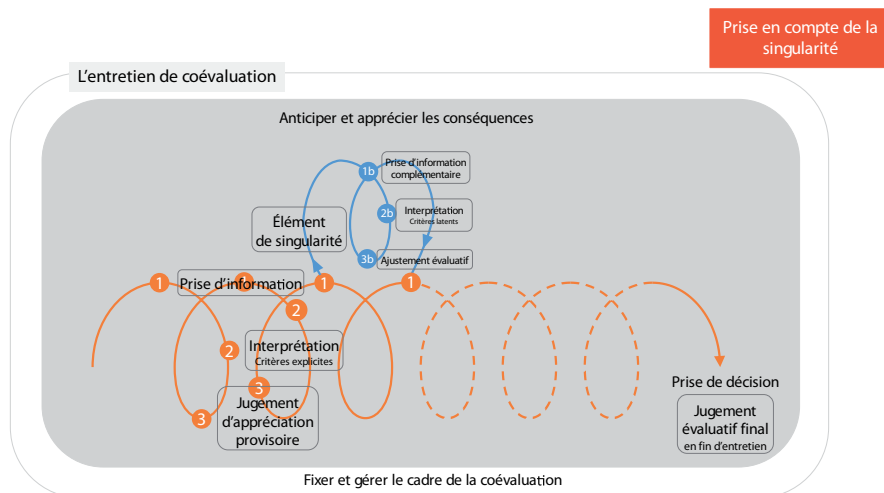 Prise en compte de la
singularité
L'entretien de coévaluation
Anticiper et apprécier les conséquences
1b
Prise d'information
complémentaire
2b
Interprétation
Critères latents
Élément
de singularité
3b
Ajustement évaluatif
1
Prise d'information
1
1
2
2
Interprétation
Critères explicites
3
3
Jugement
d'appréciation
provisoire
Prise de décision
Jugement
évaluatif final
en fin d'entretien
Fixer et gérer le cadre de la coévaluation